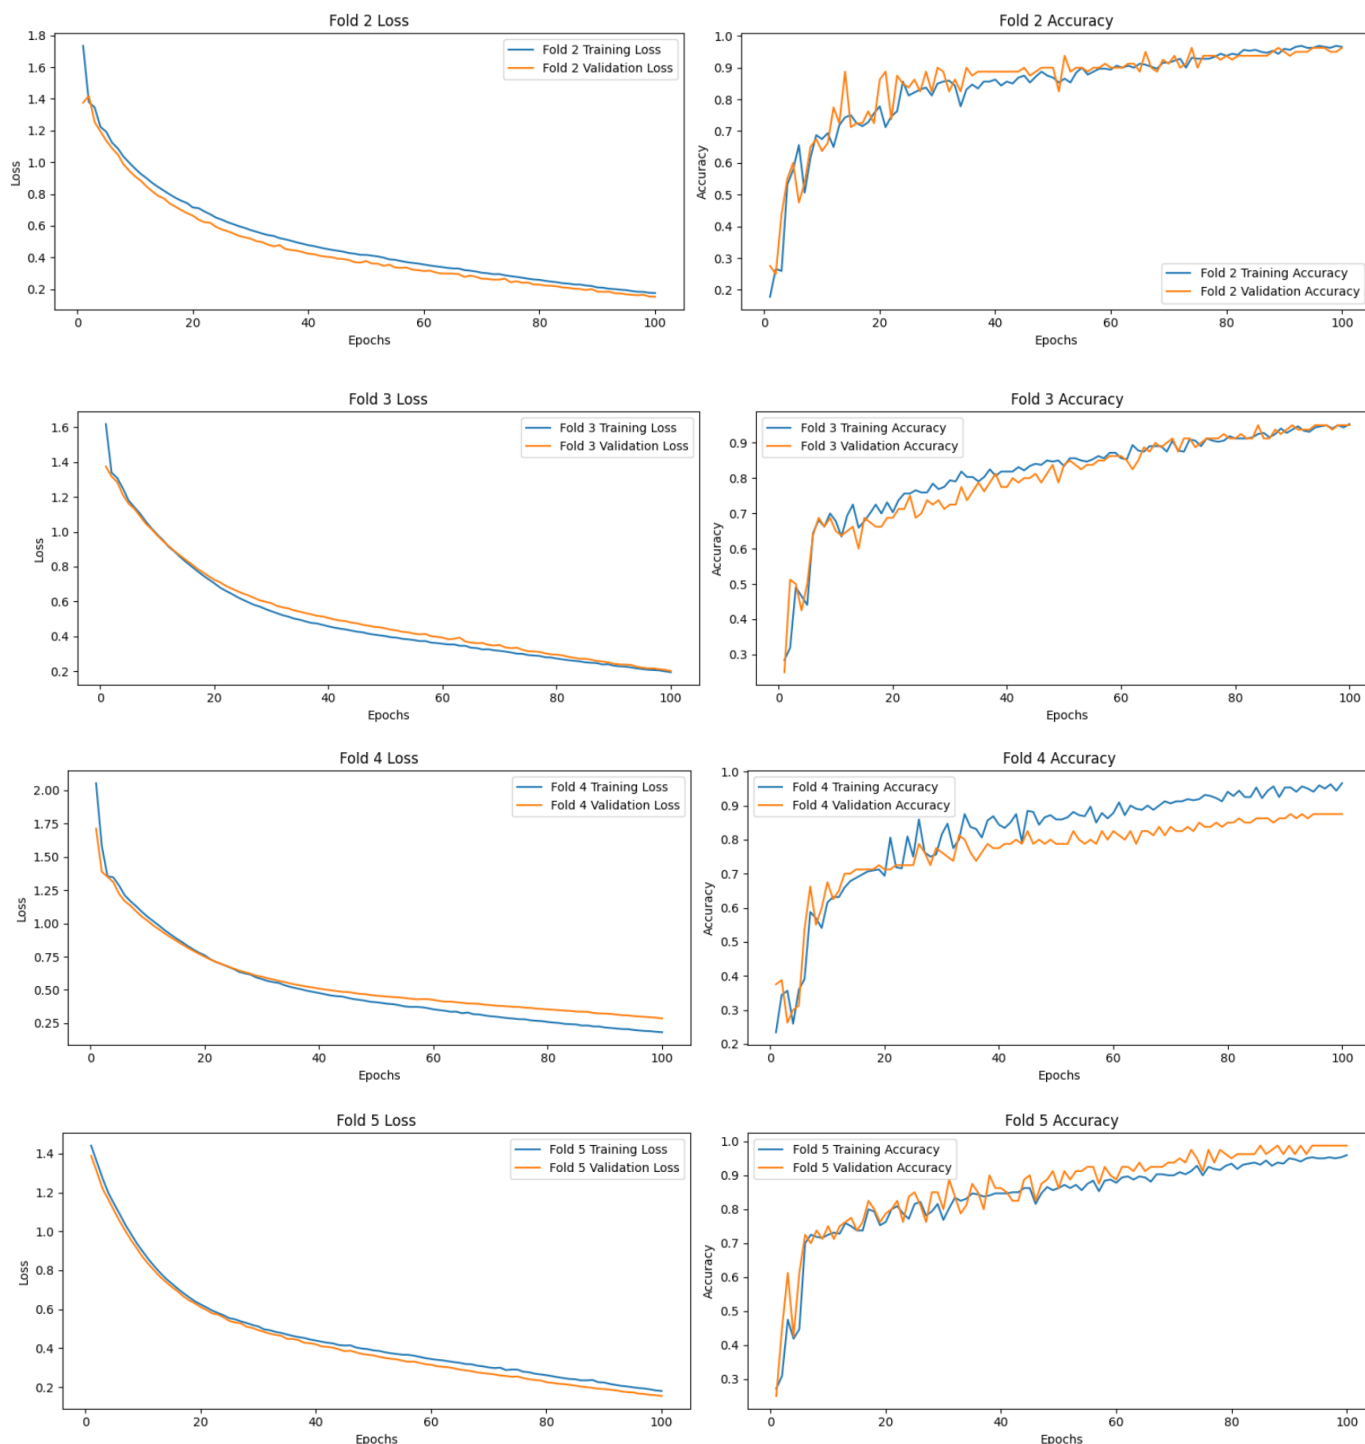 Fold 2 Loss
1.8
1.6
1.4
1.2
1.0
0.8
0.6
0.4
0.2
Loss
Fold 2 Training Loss
Fold 2 Validation Loss
0 20 40 60 80 100
Epochs
Fold 2 Accuracy
1.0
0.9
0.8
0.7
0.6
0.5
0.4
0.3
0.2
Accuracy
Fold 2 Training Accuracy
Fold 2 Validation Accuracy
0 20 40 60 80 100
Epochs
Fold 3 Loss
1.6
1.4
1.2
1.0
0.8
0.6
0.4
0.2
Loss
Fold 3 Training Loss
Fold 3 Validation Loss
0 20 40 60 80 100
Epochs
Fold 3 Accuracy
0.9
0.8
0.7
0.6
0.5
0.4
0.3
Accuracy
Fold 3 Training Accuracy
Fold 3 Validation Accuracy
0 20 40 60 80 100
Epochs
Fold 4 Loss
2.00
1.75
1.50
1.25
1.00
0.75
0.50
0.25
Loss
Fold 4 Training Loss
Fold 4 Validation Loss
0 20 40 60 80 100
Epochs
Fold 4 Accuracy
1.0
0.9
0.8
0.7
0.6
0.5
0.4
0.3
0.2
Accuracy
Fold 4 Training Accuracy
Fold 4 Validation Accuracy
0 20 40 60 80 100
Epochs
Fold 5 Loss
1.4
1.2
1.0
0.8
0.6
0.4
0.2
Loss
Fold 5 Training Loss
Fold 5 Validation Loss
0 20 40 60 80 100
Epochs
Fold 5 Accuracy
1.0
0.9
0.8
0.7
0.6
0.5
0.4
0.3
Accuracy
Fold 5 Training Accuracy
Fold 5 Validation Accuracy
0 20 40 60 80 100
Epochs